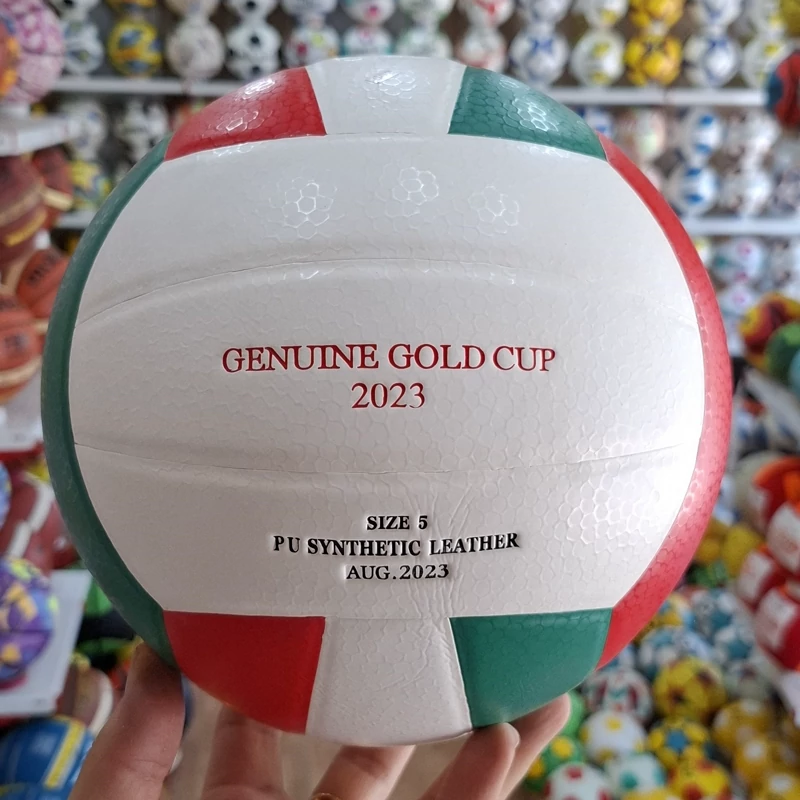 GENUINE GOLD CUP
2023
SIZE 5
PU SYNTHETIC LEATHER
AUG.2023